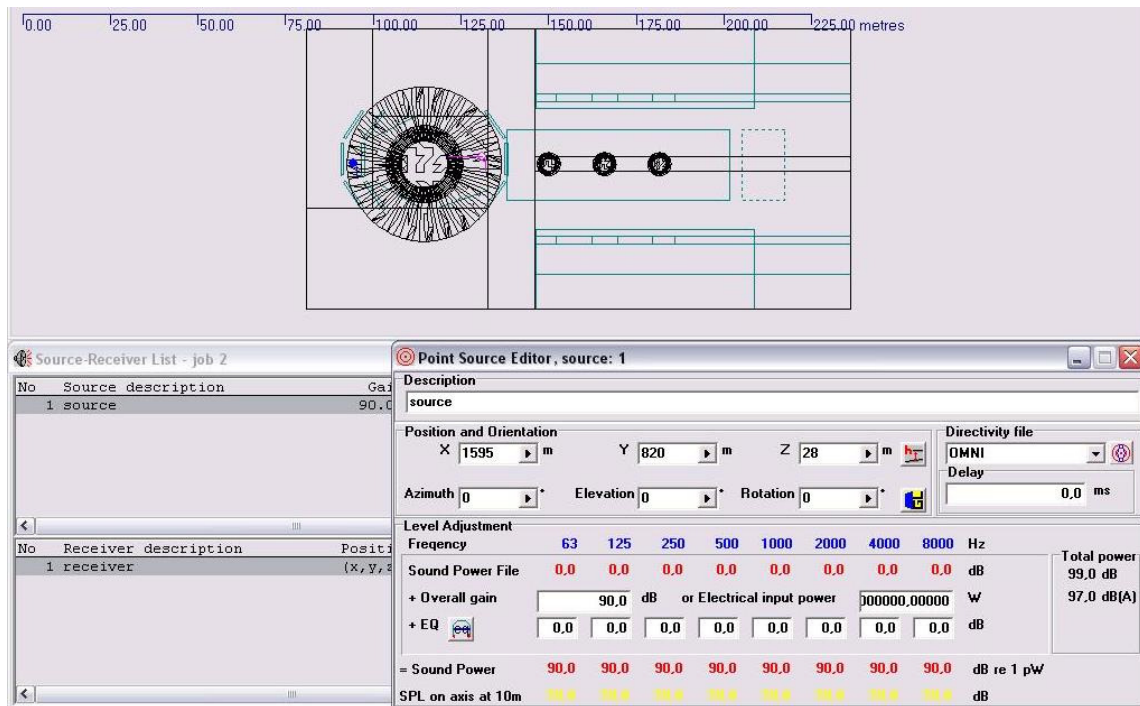 0.00 25.00 50.00 75.00 100.00 125.00 150.00 175.00 200.00 225.00 metres
Source-Receiver List - job 2
No Source description Gai
1 source 90.0
No Receiver description Positi
1 receiver (x,y,z
Point Source Editor, source: 1
Description
source
Position and Orientation
X 1595 m Y 820 m Z 28 m
Azimuth 0 ° Elevation 0 ° Rotation 0 °
Directivity file
OMNI
Delay
0,0 ms
Level Adjustment
Freqency 63 125 250 500 1000 2000 4000 8000 Hz
Sound Power File 0,0 0,0 0,0 0,0 0,0 0,0 0,0 0,0 dB
+ Overall gain 90,0 dB or Electrical input power 000000,00000 W
+ EQ 0,0 0,0 0,0 0,0 0,0 0,0 0,0 0,0 dB
= Sound Power 90,0 90,0 90,0 90,0 90,0 90,0 90,0 90,0 dB re 1 pW
SPL on axis at 10m dB
Total power
99,0 dB
97,0 dB(A)